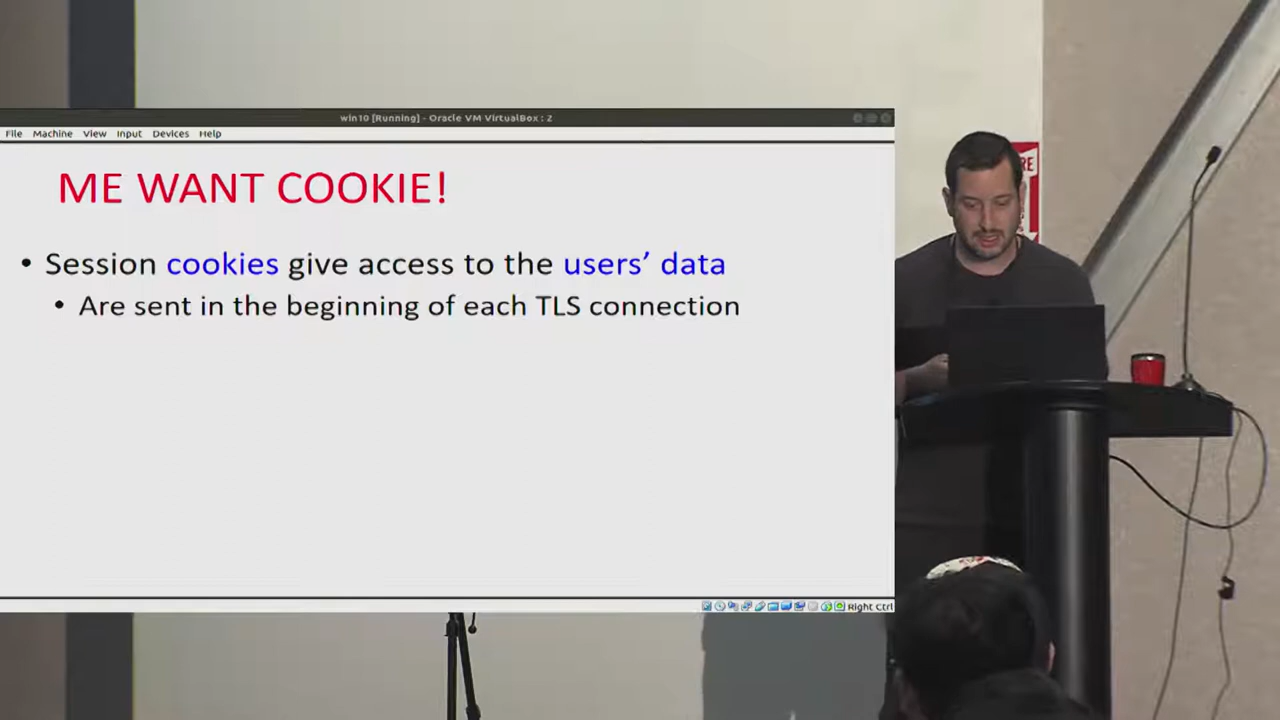 win10 [Running] - Oracle VM VirtualBox : 2
File Machine View Input Devices Help
ME WANT COOKIE!
• Session cookies give access to the users’ data
• Are sent in the beginning of each TLS connection
Right Ctrl
RE